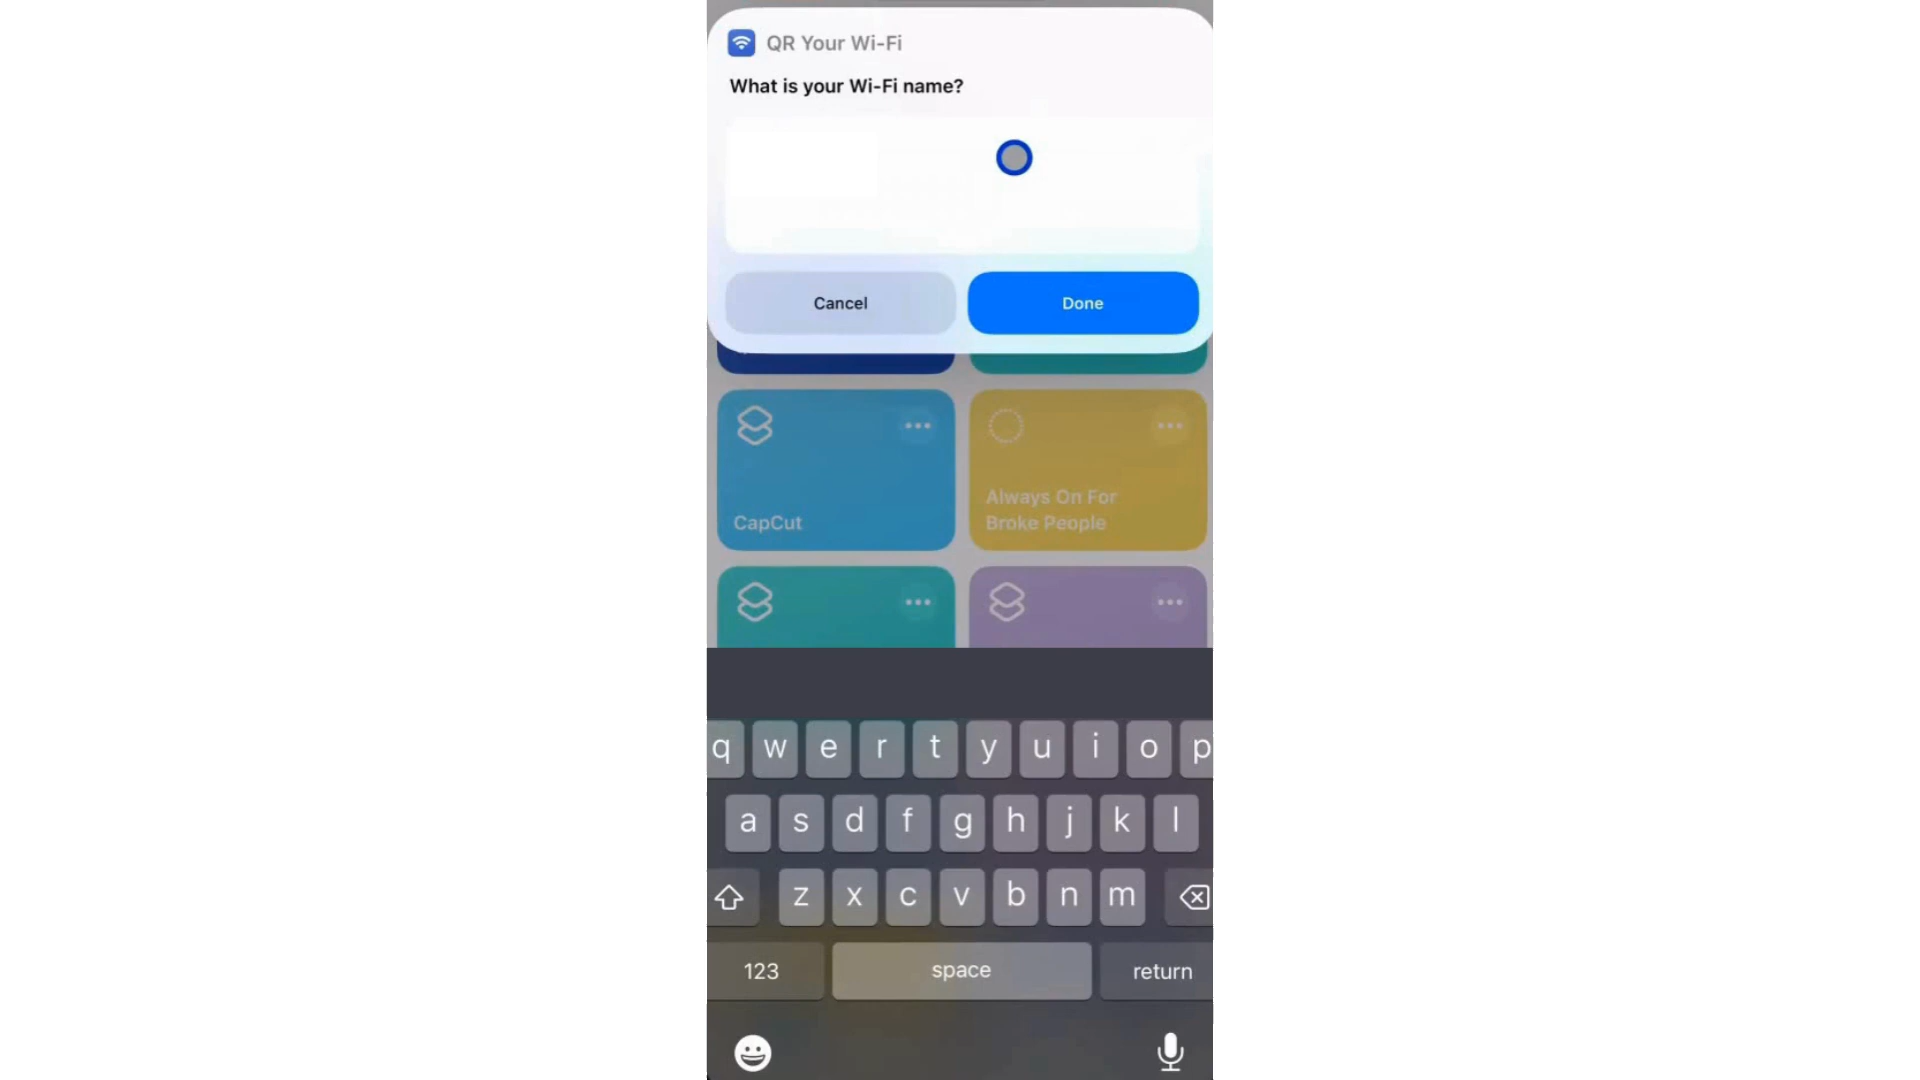 QR Your Wi-Fi
What is your Wi-Fi name?
Cancel
Done
CapCut
Always On For
Broke People
q w e r t y u i o p
a s d f g h j k l
z x c v b n m
123
space
return